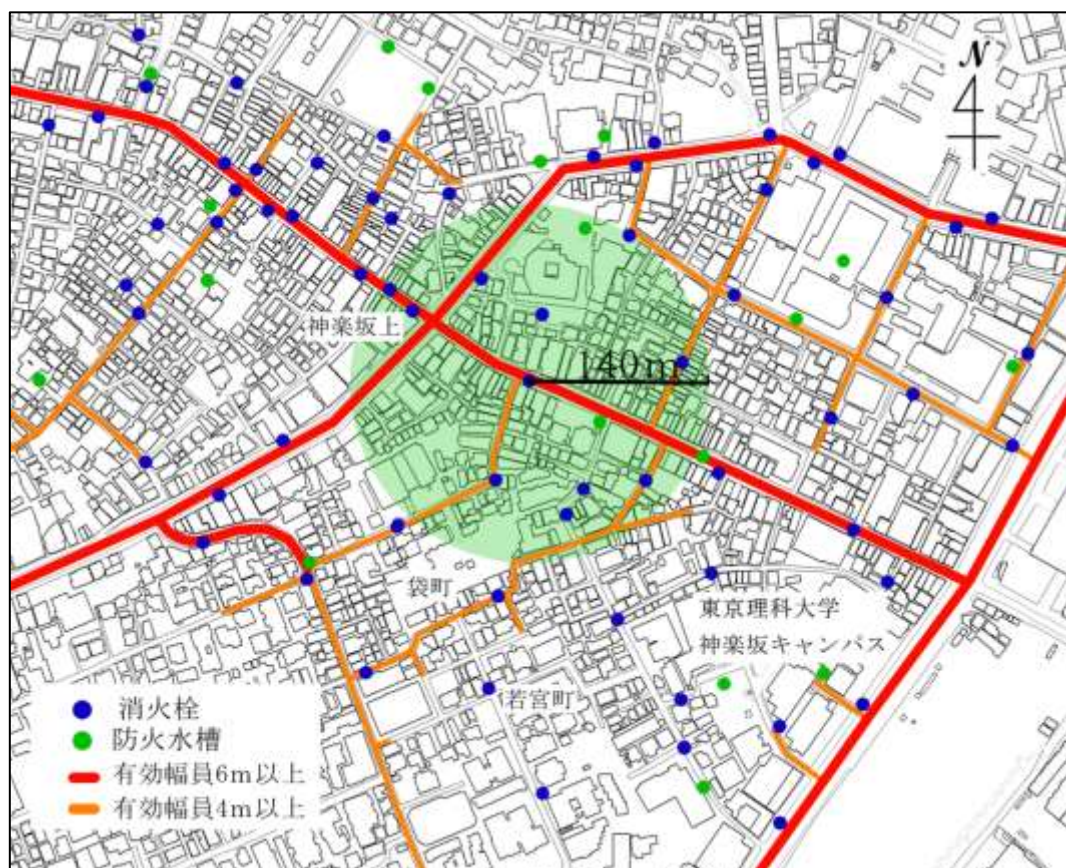 N
神楽坂上
140m
袋町
東京理科大学
神楽坂キャンパス
若宮町
消火栓
防火水槽
有効幅員6m以上
有効幅員4m以上